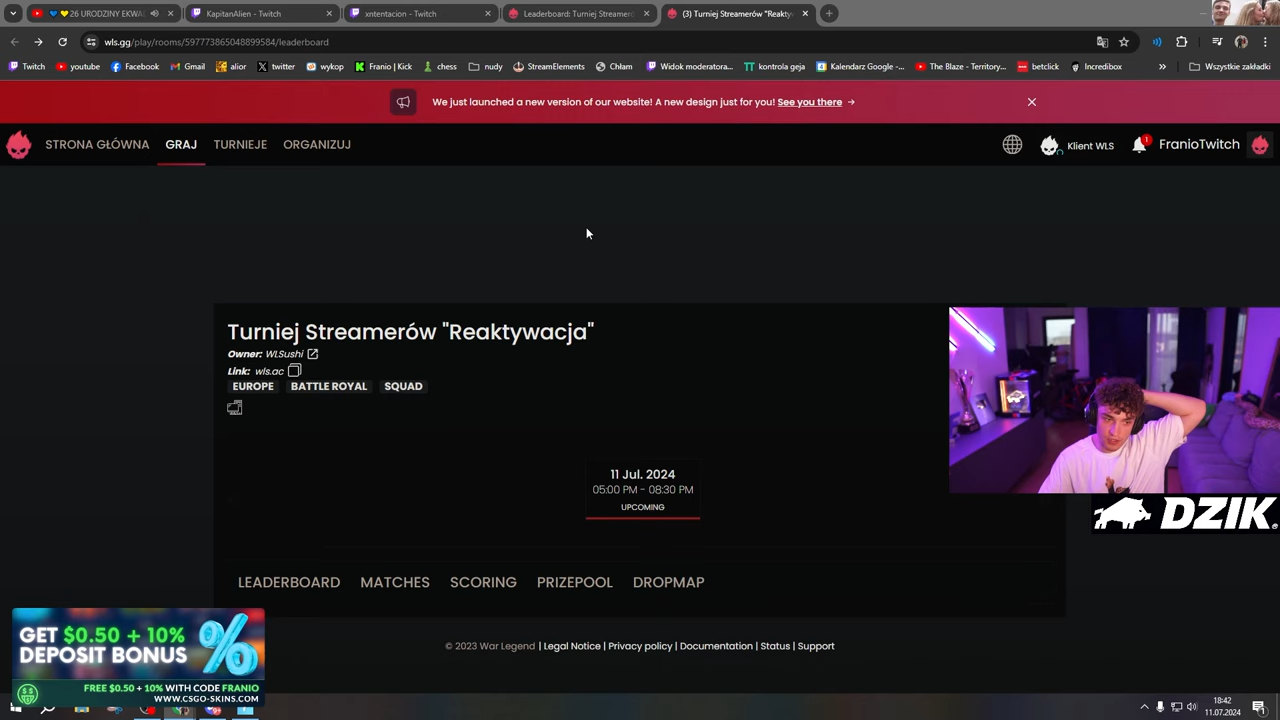 26 URODZINY EKWA
KapitanAlien - Twitch
xntentacion - Twitch
Leaderboard: Turniej Streameró
(3) Turniej Streamerów "Reakty
wls.gg/play/rooms/597773865048899584/leaderboard
Twitch
youtube
Facebook
Gmail
alior
twitter
wykop
Franio | Kick
chess
nudy
StreamElements
Chłam
Widok moderatora...
kontrola geja
Kalendarz Google -...
The Blaze - Territory...
betclick
Incredibox
»
Wszystkie zakładki
We just launched a new version of our website! A new design just for you! See you there →
STRONA GŁÓWNA
GRAJ
TURNIEJE
ORGANIZUJ
Klient WLS
1
FranioTwitch
Turniej Streamerów "Reaktywacja"
Owner: WLSushi
Link: wls.ac
EUROPE
BATTLE ROYAL
SQUAD
11 Jul. 2024
05:00 PM - 08:30 PM
UPCOMING
DZIK®
LEADERBOARD
MATCHES
SCORING
PRIZEPOOL
DROPMAP
GET $0.50 + 10%
DEPOSIT BONUS
%
FREE $0.50 + 10% WITH CODE FRANIO
WWW.CSGO-SKINS.COM
© 2023 War Legend | Legal Notice | Privacy policy | Documentation | Status | Support
18:42
11.07.2024